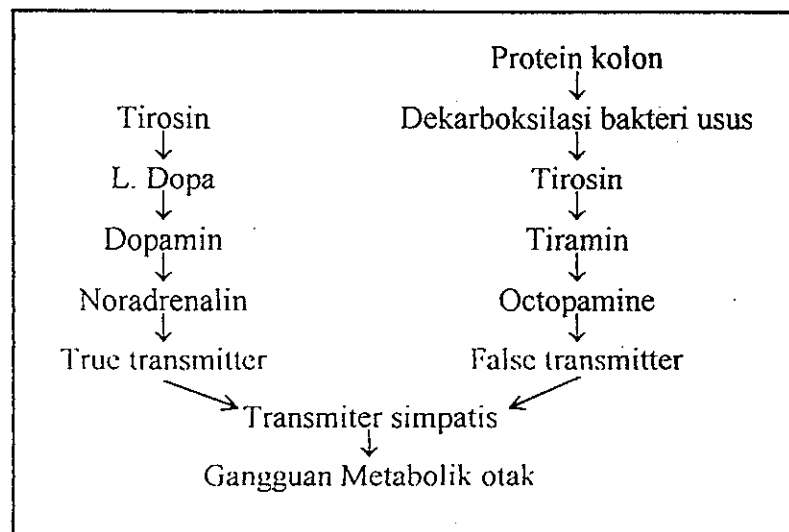 Protein kolon
Tirosin
Dekarboksilasi bakteri usus
L. Dopa
Tirosin
Dopamin
Tiramin
Noradrenalin
Octopamine
True transmitter
False transmitter
Transmiter simpatis
Gangguan Metabolik otak